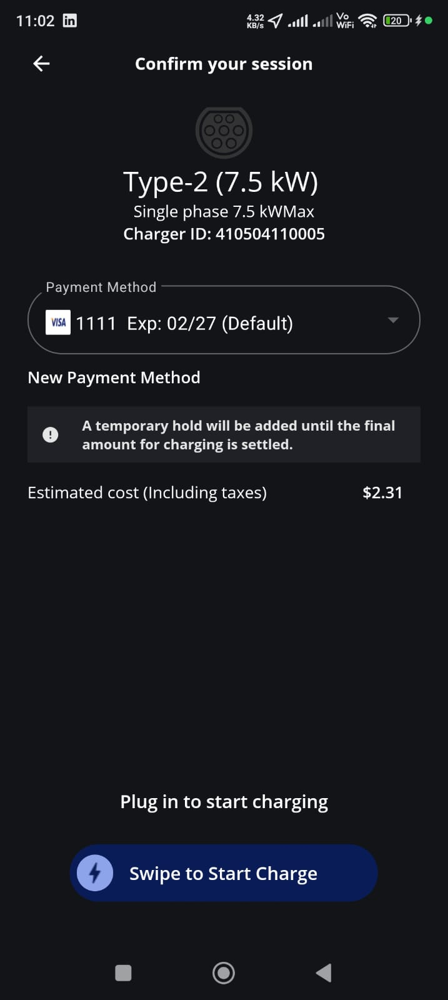 11:02 in 4.32 KB/s Vo WiFi 20
Confirm your session
Type-2 (7.5 kW)
Single phase 7.5 kWMax
Charger ID: 410504110005
Payment Method
VISA 1111 Exp: 02/27 (Default)
New Payment Method
A temporary hold will be added until the final
amount for charging is settled.
Estimated cost (Including taxes) $2.31
Plug in to start charging
Swipe to Start Charge